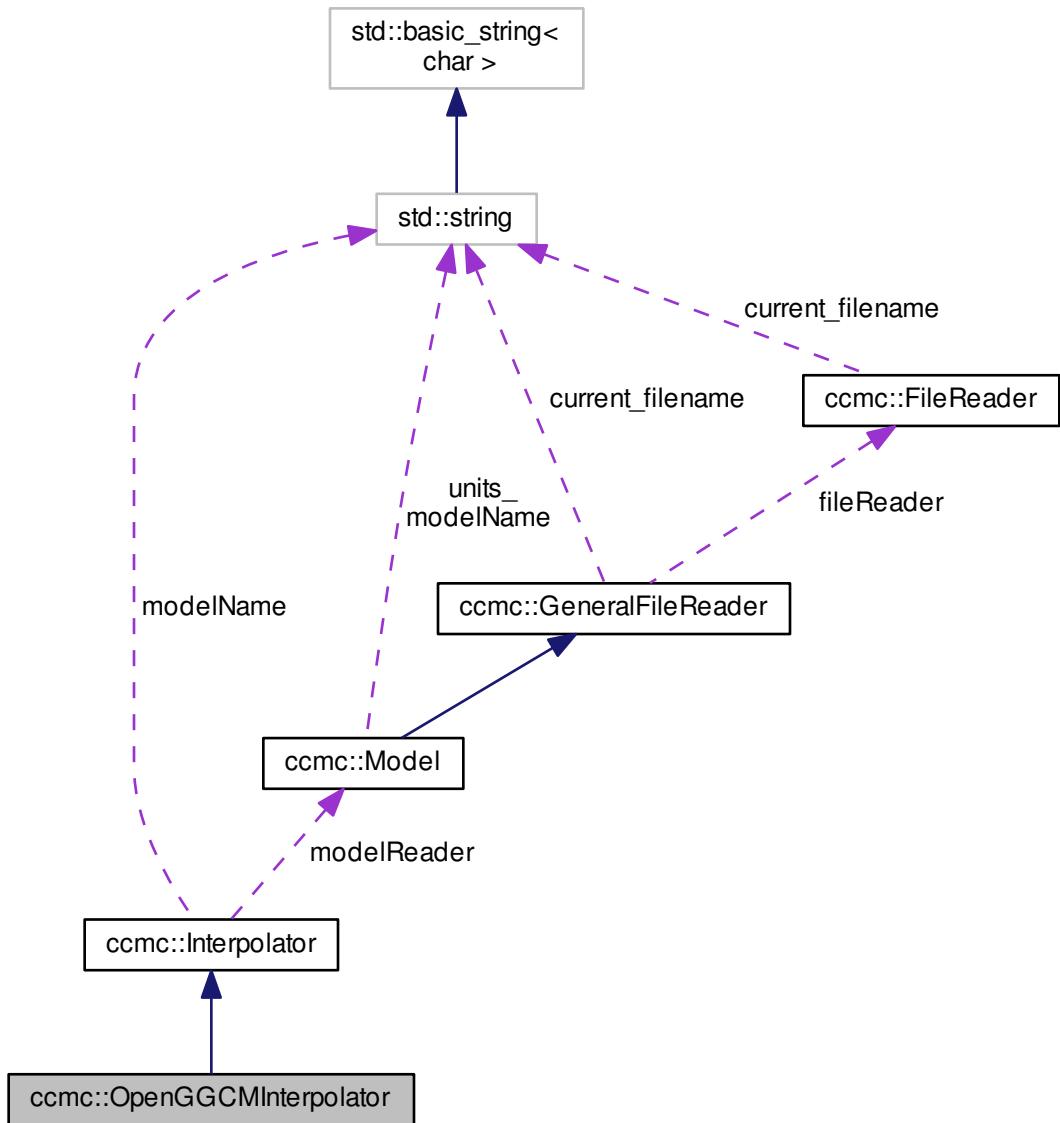 std::basic_string<
char >
std::string
current_filename
ccmc::FileReader
current_filename
units_
modelName
fileReader
ccmc::GeneralFileReader
modelName
ccmc::Model
modelReader
ccmc::Interpolator
ccmc::OpenGGCMInterpolator